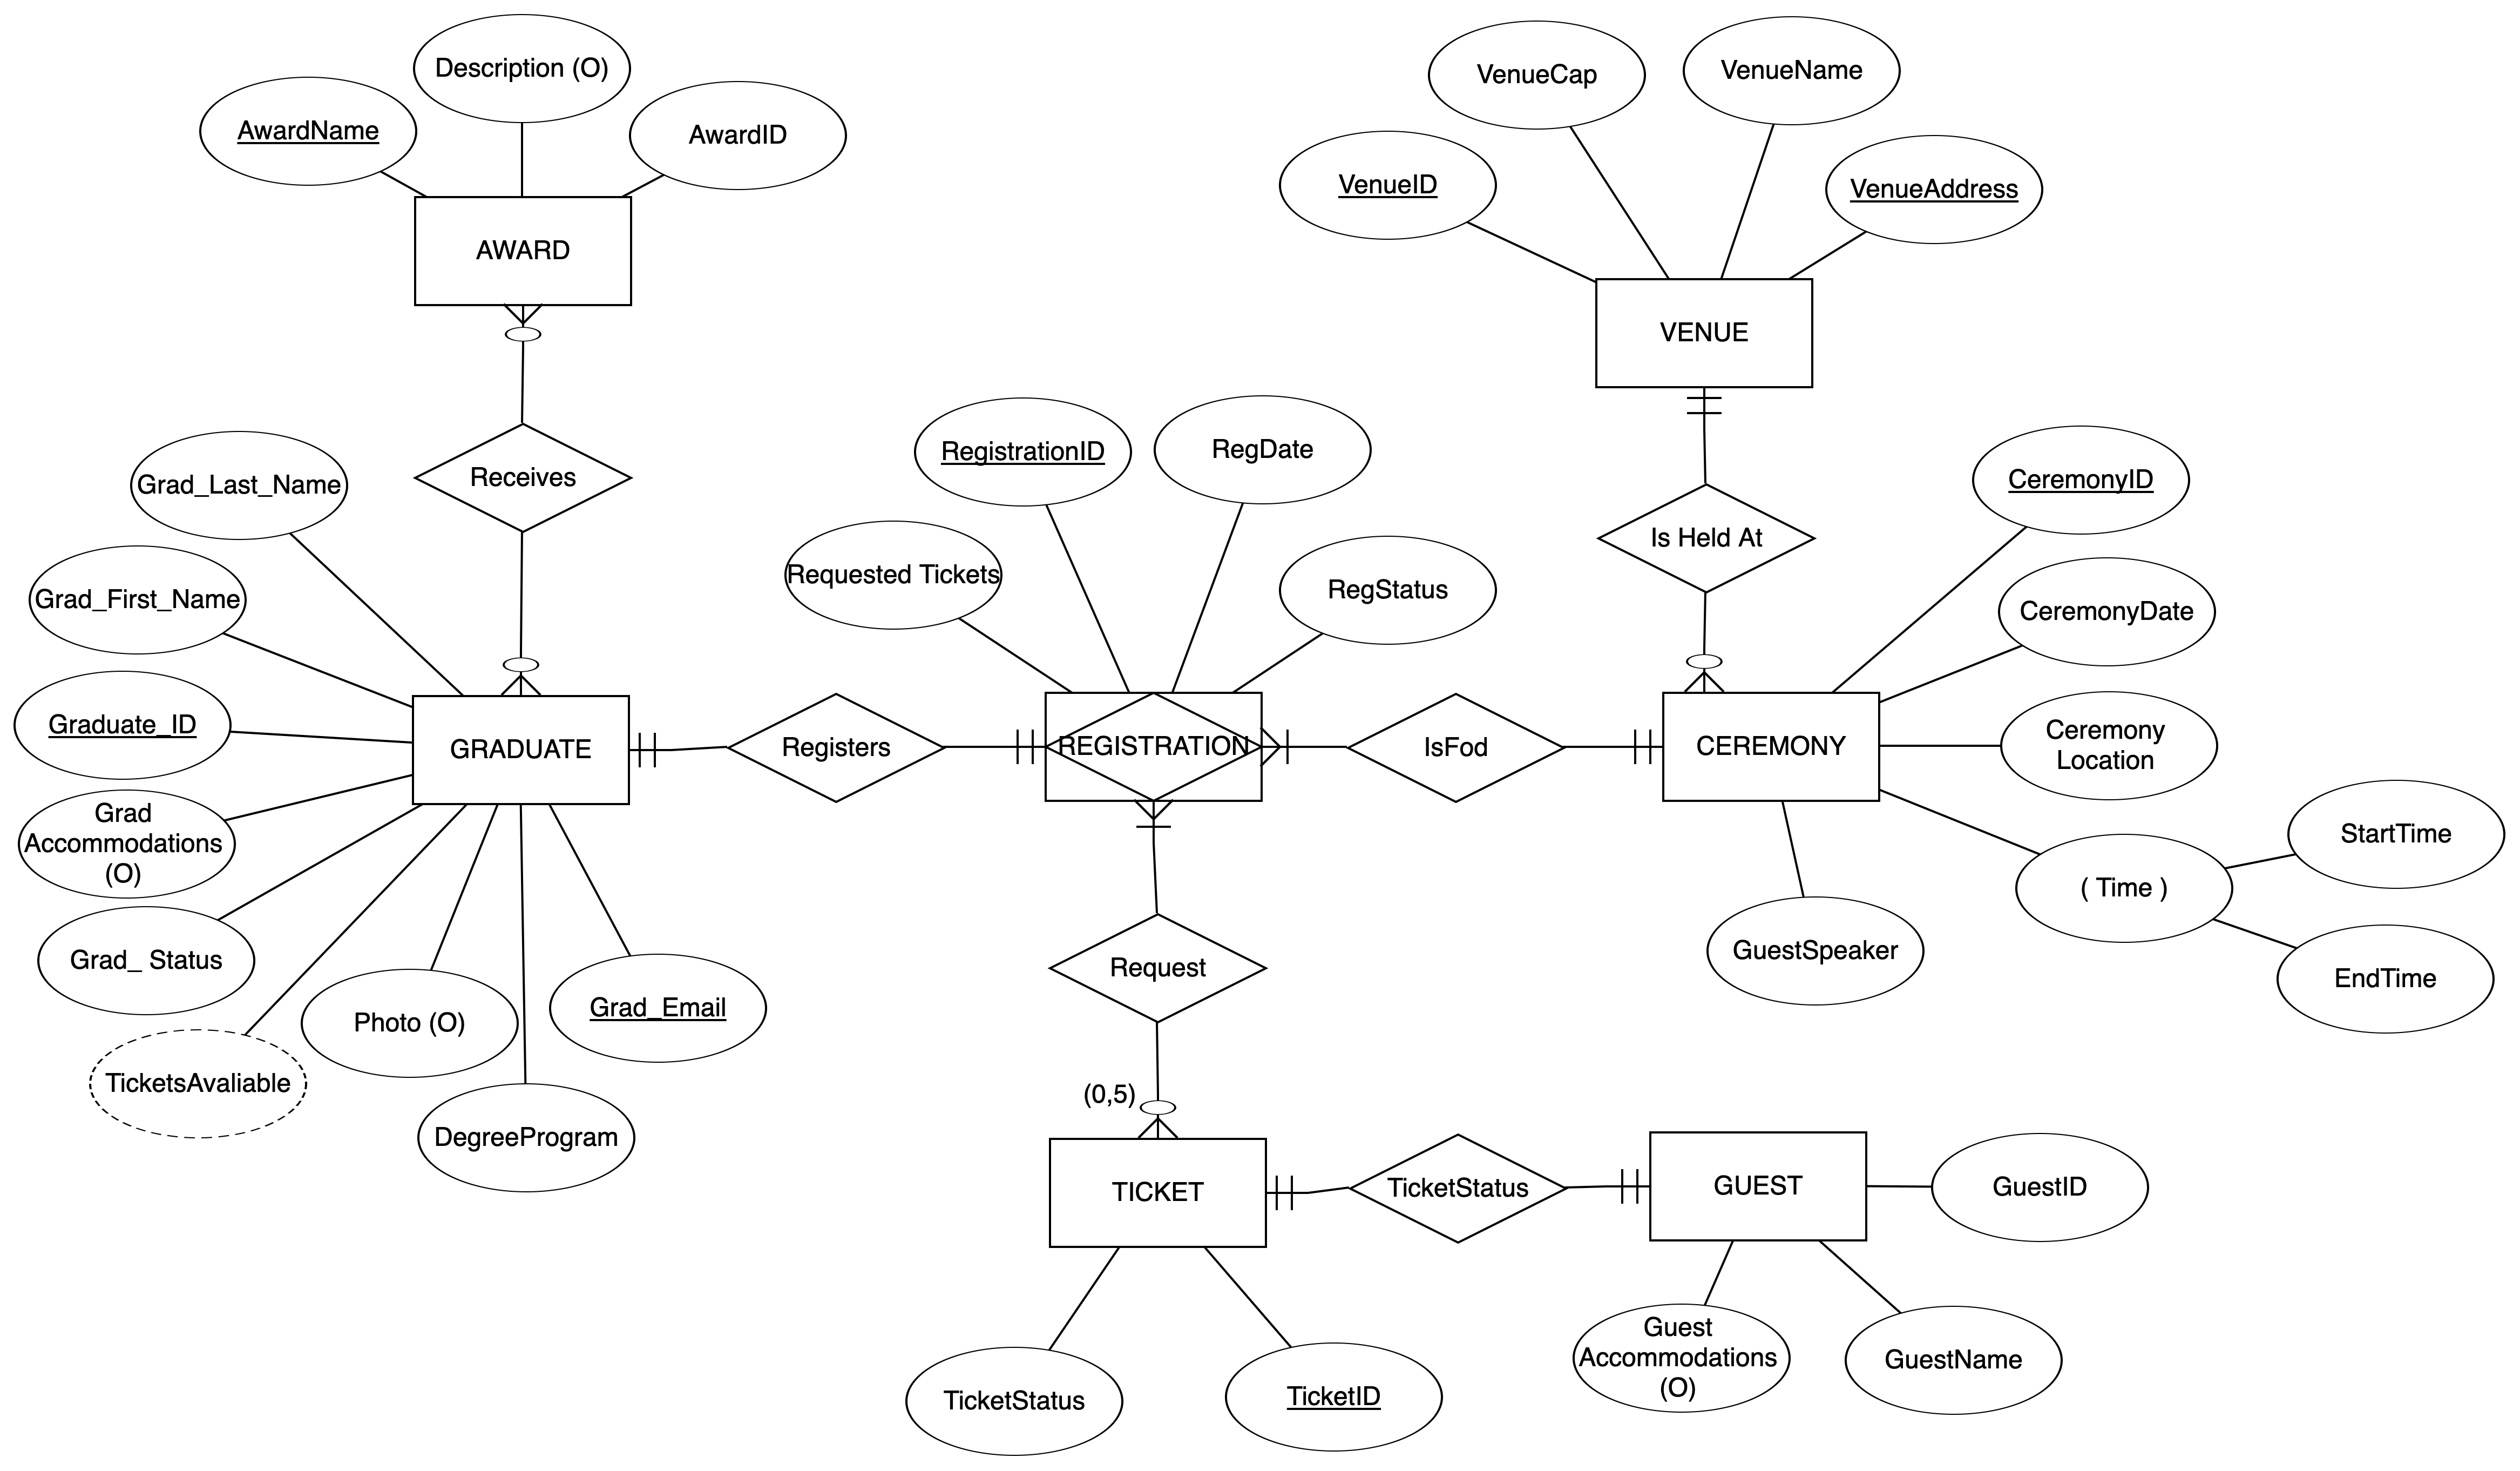 Description (O)
AwardName
AwardID
AWARD
Receives
VenueCap
VenueName
VenueID
VenueAddress
VENUE
Is Held At
Grad_Last_Name
Grad_First_Name
Graduate_ID
Grad
Accommodations
(O)
Grad_ Status
TicketsAvaliable
Photo (O)
DegreeProgram
Grad_Email
GRADUATE
Registers
RegistrationID
RegDate
Requested Tickets
RegStatus
REGISTRATION
IsFod
CEREMONY
CeremonyID
CeremonyDate
Ceremony
Location
( Time )
StartTime
EndTime
GuestSpeaker
Request
(0,5)
TICKET
TicketStatus
GUEST
GuestID
TicketStatus
TicketID
Guest
Accommodations
(O)
GuestName